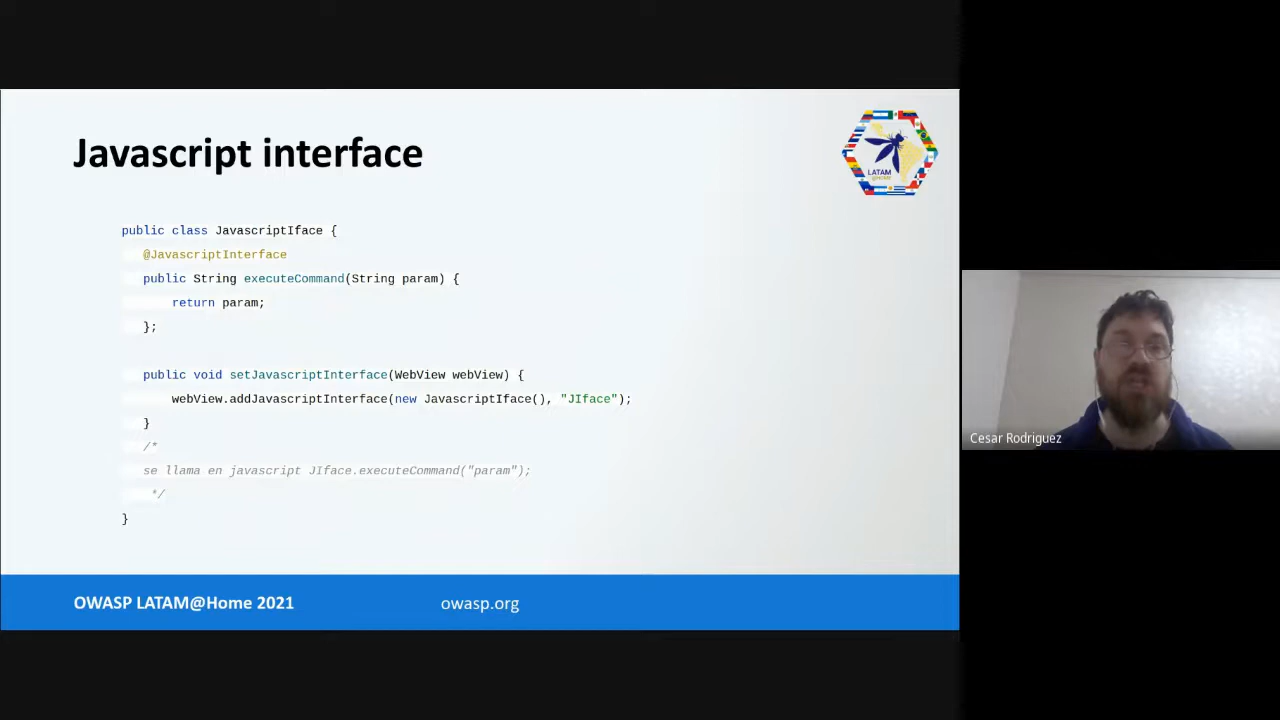 Javascript interface
LATAM
@HOME
public class JavascriptIface {
@JavascriptInterface
public String executeCommand(String param) {
return param;
};
public void setJavascriptInterface(WebView webView) {
webView.addJavascriptInterface(new JavascriptIface(), "JIface");
}
/*
se llama en javascript JIface.executeCommand("param");
*/
}
Cesar Rodriguez
OWASP LATAM@Home 2021
owasp.org